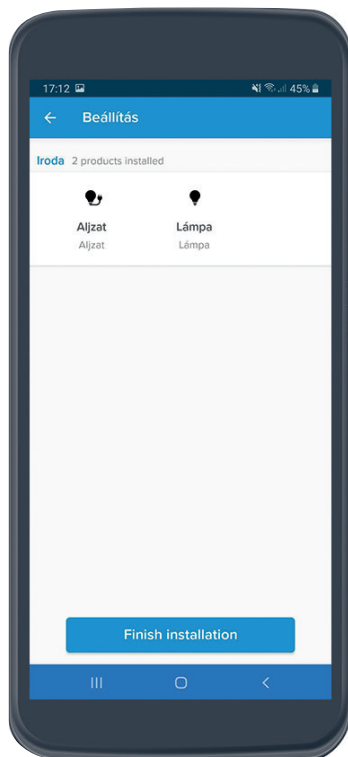 17:12 45%
Beállítás
Iroda 2 products installed
Aljzat Lámpa
Aljzat Lámpa
Finish installation